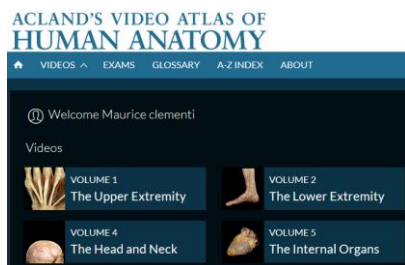 ACLAND'S VIDEO ATLAS OF
HUMAN ANATOMY
VIDEOS EXAMS GLOSSARY A-Z INDEX ABOUT
Welcome Maurice clementi
Videos
VOLUME 1
The Upper Extremity
VOLUME 2
The Lower Extremity
VOLUME 4
The Head and Neck
VOLUME 5
The Internal Organs